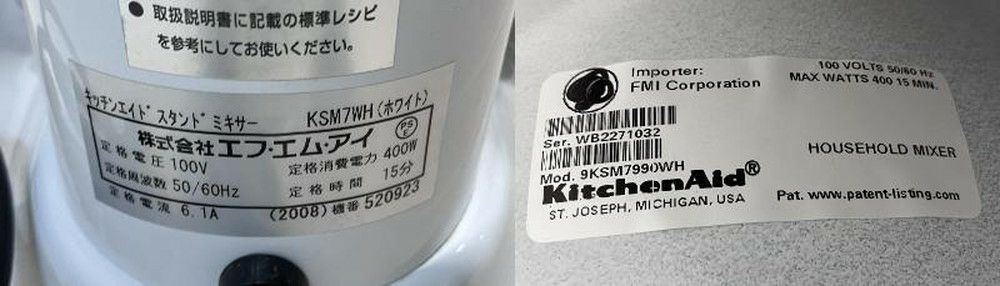 ● 取扱説明書に記載の標準レシピ
を参考にしてお使いください。
キッチンエイド スタンド ミキサー KSM7WH(ホワイト)
株式会社エフ・エム・アイ PS E
定格電圧 100V 定格消費電力 400W
定格周波数 50/60Hz 定格時間 15分
定格電流 6.1A (2008) 機番 520923
Importer:
FMI Corporation
100 VOLTS 50/60 Hz
MAX WATTS 400 15 MIN.
Ser. WB2271032
HOUSEHOLD MIXER
Mod. 9KSM7990WH
KitchenAid®
ST. JOSEPH, MICHIGAN, USA
Pat. www.patent-listing.com